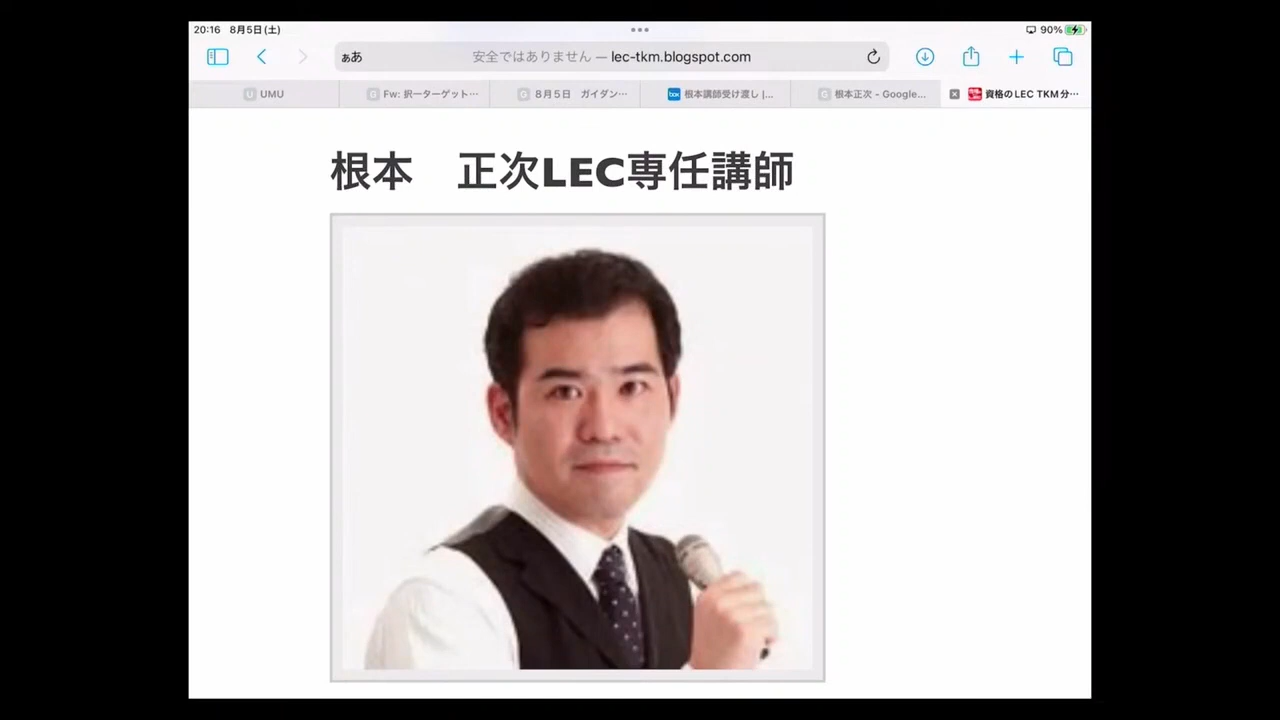 20:16 8月5日(土)
90%
ぁあ
安全ではありません — lec-tkm.blogspot.com
UMU
Fw: 訳ーターゲット…
8月5日 ガイダン…
box 根本講師受け渡し |...
根本正次 - Google...
資格のLEC TKM分…
根本 正次LEC専任講師